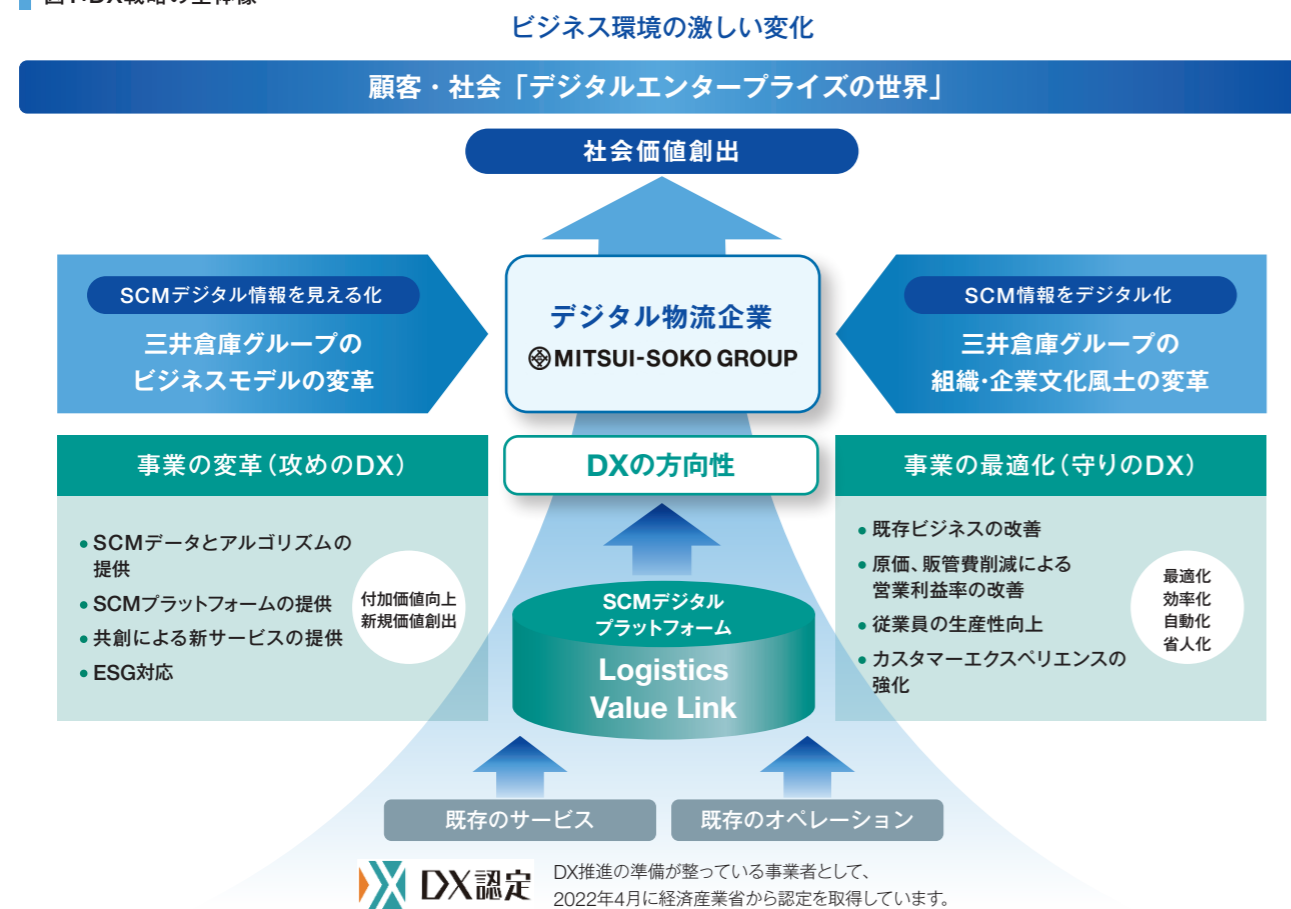 図1:DX戦略の全体像
ビジネス環境の激しい変化
顧客・社会「デジタルエンタープライズの世界」
社会価値創出
SCMデジタル情報を見える化
三井倉庫グループの
ビジネスモデルの変革
デジタル物流企業
MITSUI-SOKO GROUP
SCM情報をデジタル化
三井倉庫グループの
組織・企業文化風土の変革
事業の変革(攻めのDX)
• SCMデータとアルゴリズムの
提供
• SCMプラットフォームの提供
• 共創による新サービスの提供
• ESG対応
付加価値向上
新規価値創出
DXの方向性
事業の最適化(守りのDX)
• 既存ビジネスの改善
• 原価、販管費削減による
営業利益率の改善
• 従業員の生産性向上
• カスタマーエクスペリエンスの
強化
最適化
効率化
自動化
省人化
SCMデジタル
プラットフォーム
Logistics
Value Link
既存のサービス
既存のオペレーション
DX認定
DX推進の準備が整っている事業者として、
2022年4月に経済産業省から認定を取得しています。